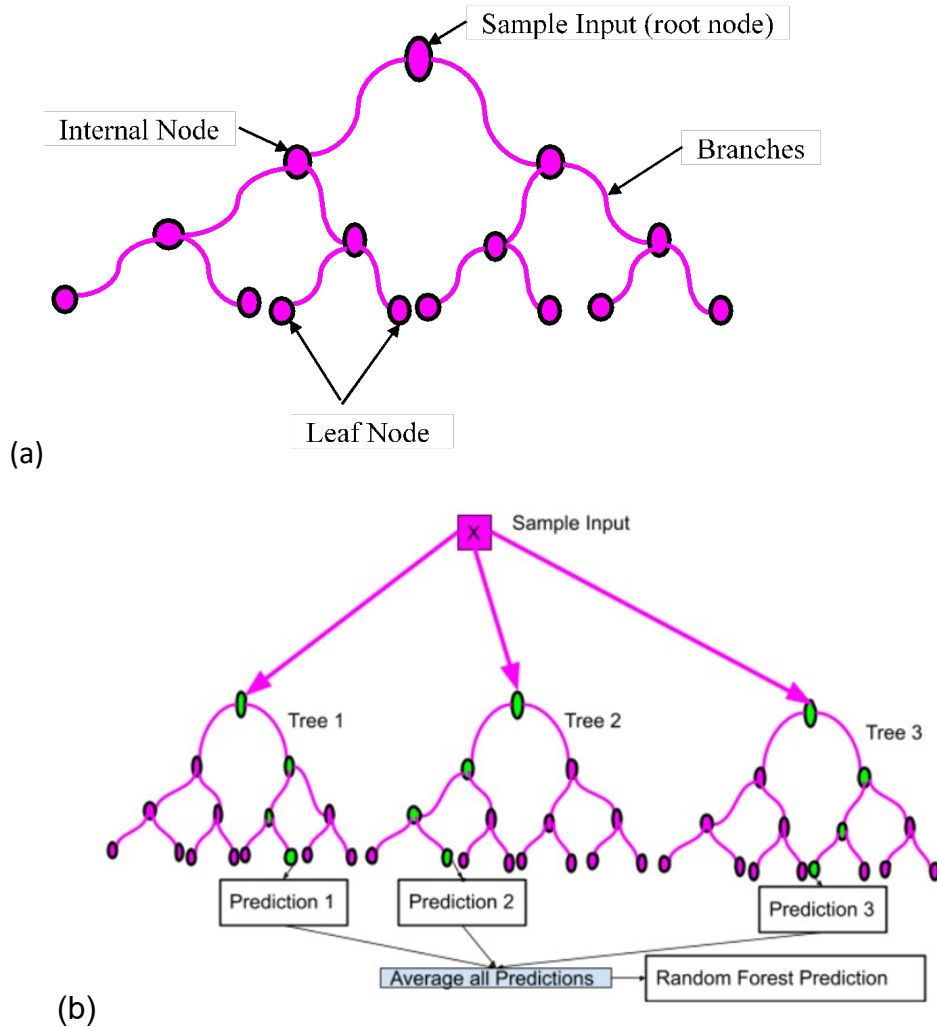 Sample Input (root node)
Internal Node
Branches
Leaf Node
(a)
X
Sample Input
Tree 1
Tree 2
Tree 3
Prediction 1
Prediction 2
Prediction 3
Average all Predictions
Random Forest Prediction
(b)